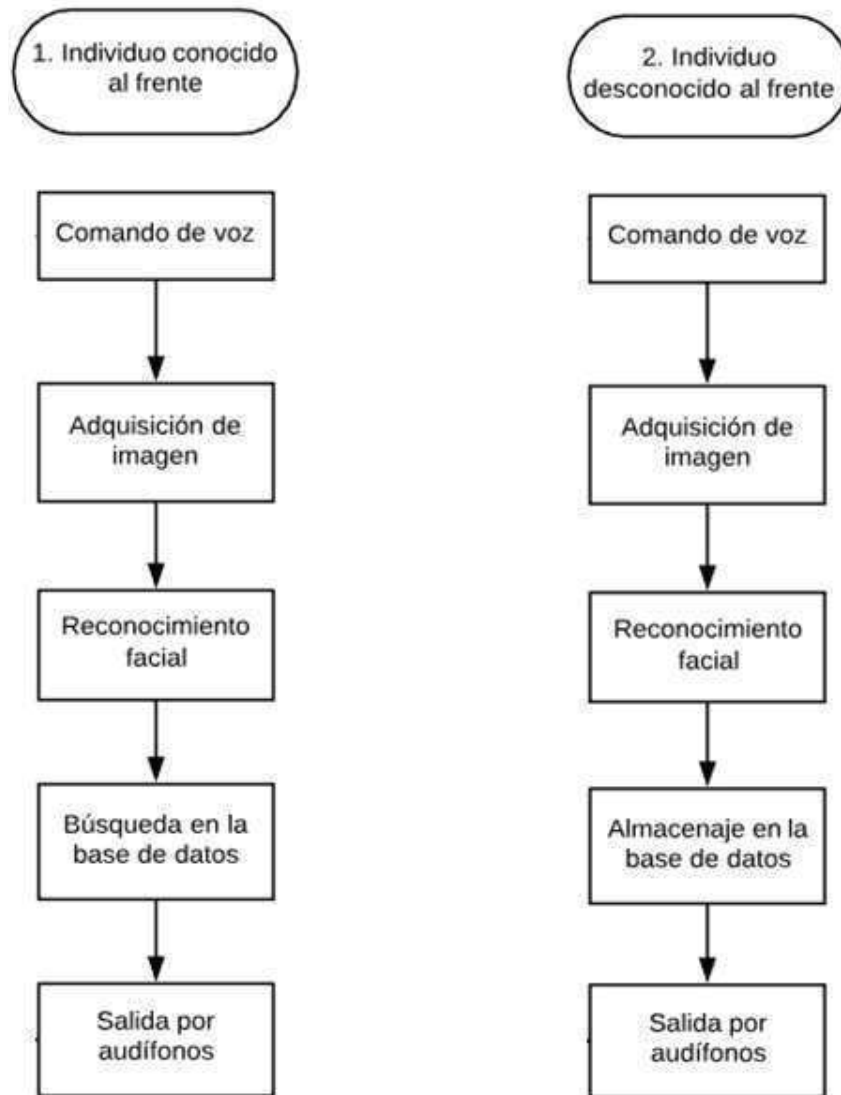 1. Individuo conocido
al frente
Comando de voz
Adquisición de
imagen
Reconocimiento
facial
Búsqueda en la
base de datos
Salida por
audífonos
2. Individuo
desconocido al frente
Comando de voz
Adquisición de
imagen
Reconocimiento
facial
Almacenaje en la
base de datos
Salida por
audífonos